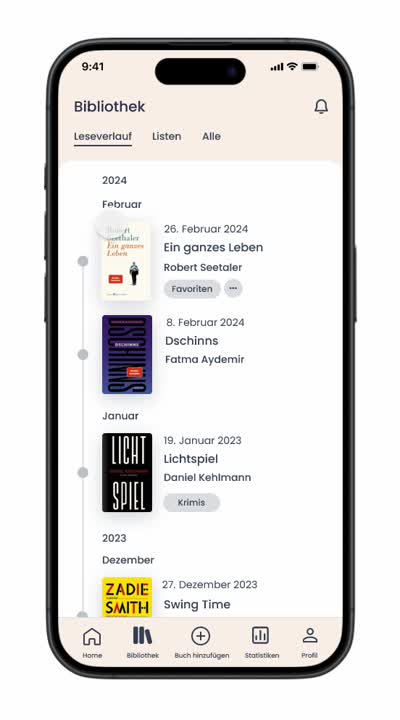 9:41
Bibliothek
Leseverlauf Listen Alle
2024
Februar
Robert
Seethaler
Ein ganzes
Leben
26. Februar 2024
Ein ganzes Leben
Robert Seetaler
Favoriten
DSCHINNS
DSCHINNS
8. Februar 2024
Dschinns
Fatma Aydemir
Januar
LICHT
SPIEL
19. Januar 2023
Lichtspiel
Daniel Kehlmann
Krimis
2023
Dezember
ZADIE
SMITH
27. Dezember 2023
Swing Time
Home Bibliothek Buch hinzufügen Statistiken Profil